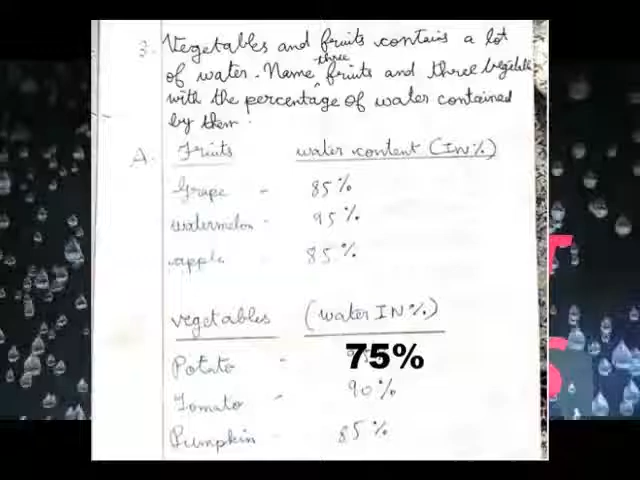 3. Vegetables and fruits contains a lot
three
of water. Name ^ fruits and three vegetable
with the percentage of water contained
by them.
A. Fruits water content (IN%)
Grape - 85%
watermelon - 95%
apple - 85%
vegetables (water IN%)
Potato - 75%
Tomato - 90%
Pumpkin - 85%